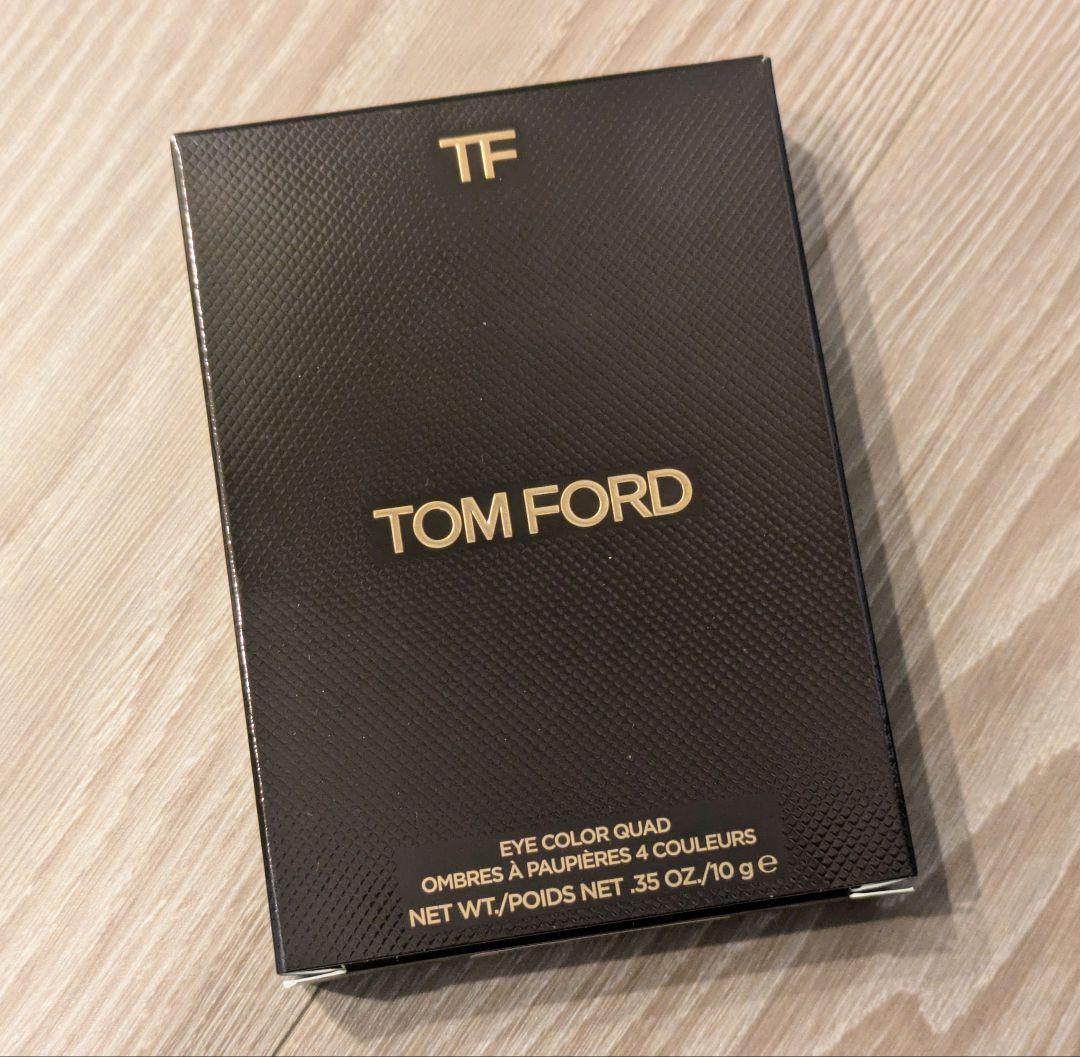 TF
TOM FORD
EYE COLOR QUAD
OMBRES À PAUPIÈRES 4 COULEURS
NET WT./POIDS NET .35 OZ./10 g ℮